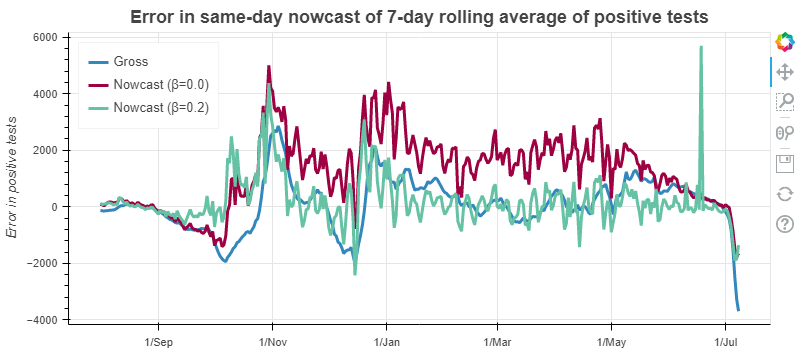 Error in same-day nowcast of 7-day rolling average of positive tests
6000
4000
2000
0
−2000
−4000
Error in positive tests
Gross
Nowcast (β=0.0)
Nowcast (β=0.2)
1/Sep
1/Nov
1/Jan
1/Mar
1/May
1/Jul